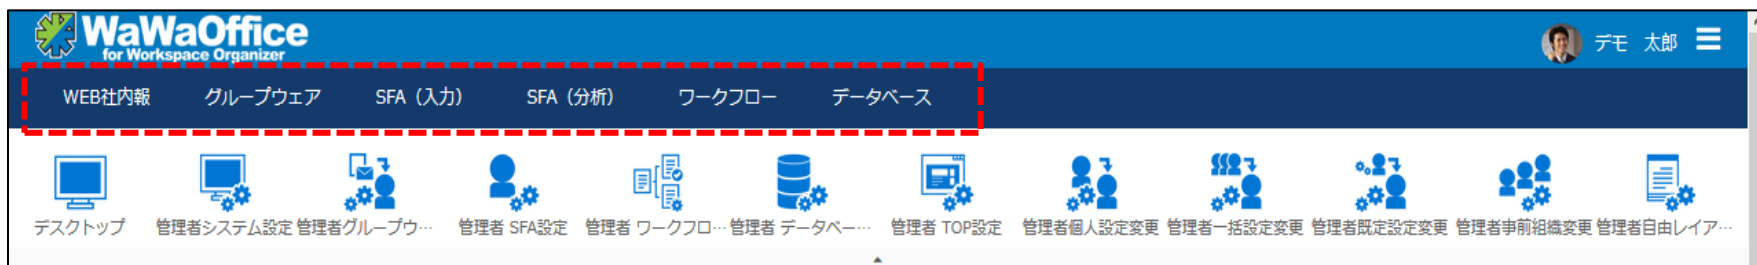 WaWaOffice
for Workspace Organizer
デモ 太郎
WEB社内報 グループウェア SFA（入力） SFA（分析） ワークフロー データベース
デスクトップ 管理者システム設定 管理者グループウ… 管理者 SFA設定 管理者 ワークフロ… 管理者 データベー… 管理者 TOP設定 管理者個人設定変更 管理者一括設定変更 管理者既定設定変更 管理者事前組織変更 管理者自由レイア…